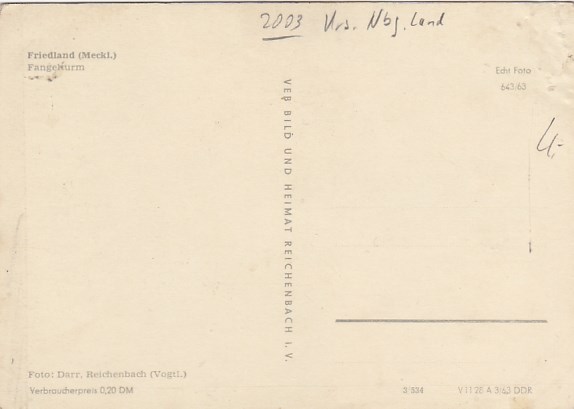 2003 Krs. Nbg. Land
Friedland (Meckl.)
Fangelturm
Echt Foto
643/63
4,-
VEB BILD UND HEIMAT REICHENBACH i. V.
Foto: Darr, Reichenbach (Vogtl.)
Verbraucherpreis 0,20 DM
3/534
V 11 28 A 3/63 DDR